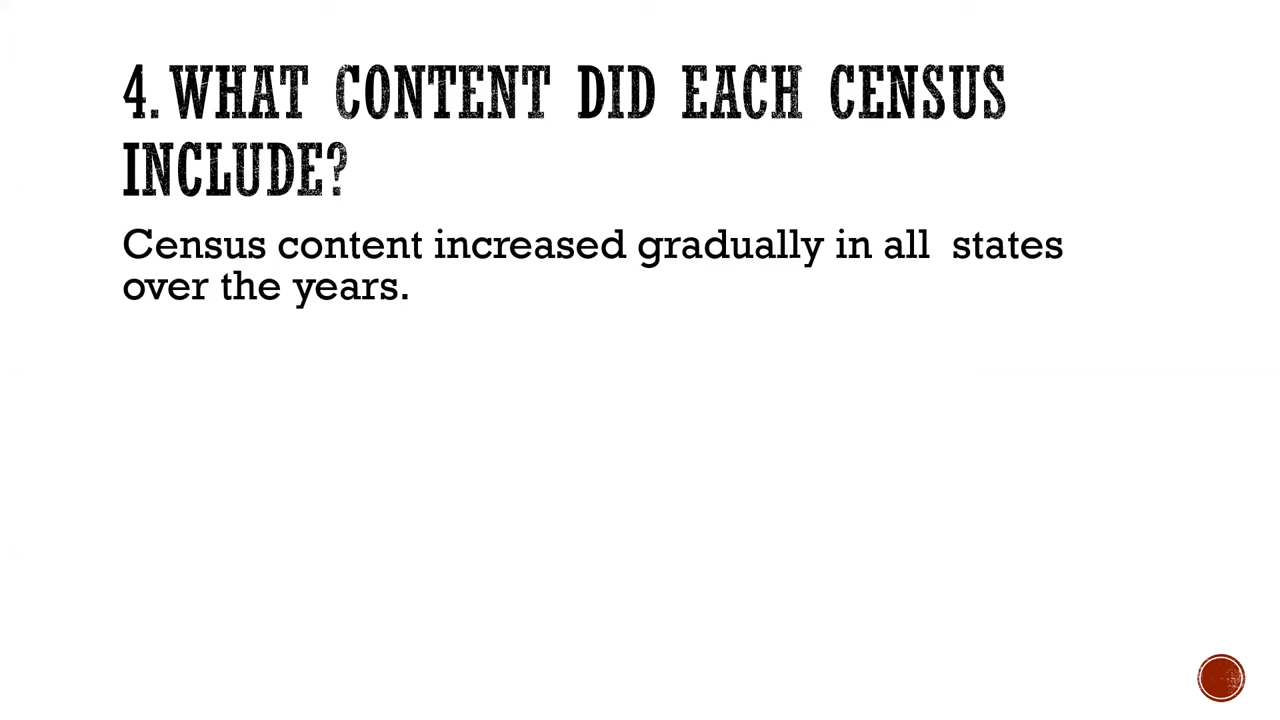 4. WHAT CONTENT DID EACH CENSUS
INCLUDE?
Census content increased gradually in all  states
over the years.